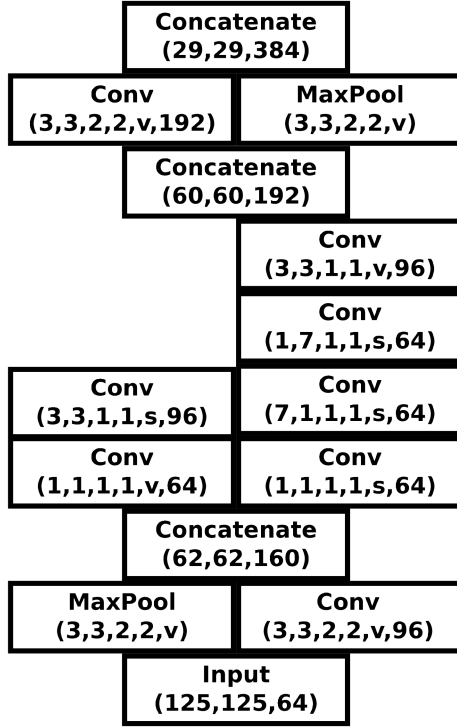 Concatenate
(29,29,384)
Conv
(3,3,2,2,v,192)
MaxPool
(3,3,2,2,v)
Concatenate
(60,60,192)
Conv
(3,3,1,1,v,96)
Conv
(1,7,1,1,s,64)
Conv
(3,3,1,1,s,96)
Conv
(7,1,1,1,s,64)
Conv
(1,1,1,1,v,64)
Conv
(1,1,1,1,s,64)
Concatenate
(62,62,160)
MaxPool
(3,3,2,2,v)
Conv
(3,3,2,2,v,96)
Input
(125,125,64)